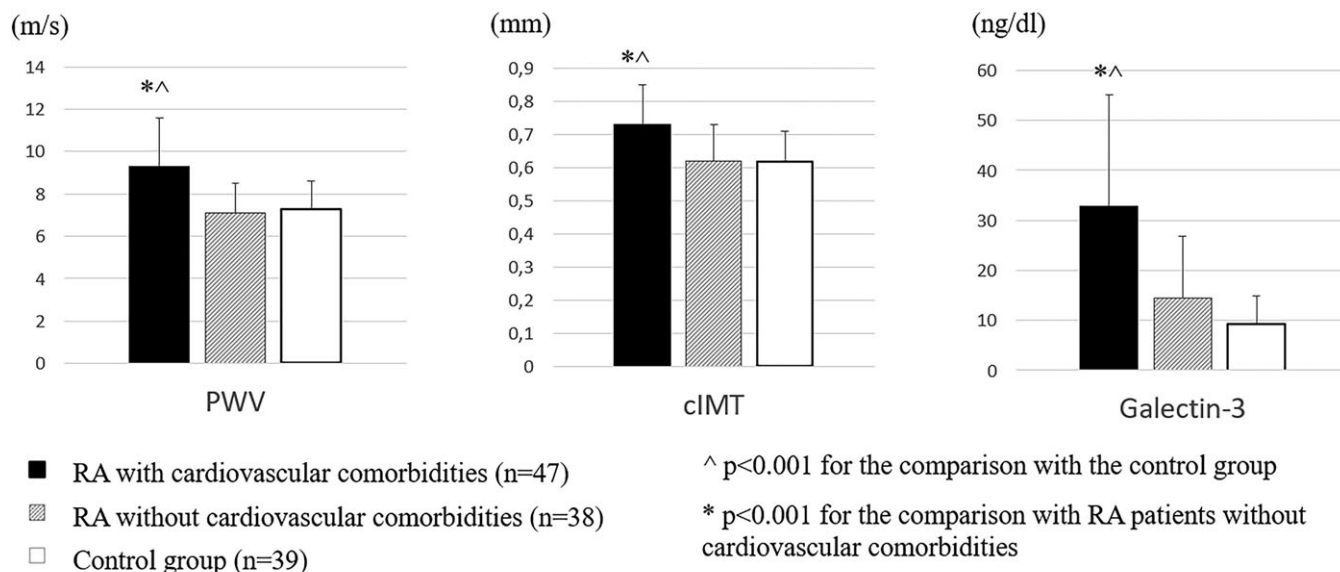 (m/s)
14
12
10
8
6
4
2
0
*^
PWV
(mm)
0,9
0,8
0,7
0,6
0,5
0,4
0,3
0,2
0,1
0
*^
cIMT
(ng/dl)
60
50
40
30
20
10
0
*^
Galectin-3
RA with cardiovascular comorbidities (n=47)
RA without cardiovascular comorbidities (n=38)
Control group (n=39)
^ p<0.001 for the comparison with the control group
* p<0.001 for the comparison with RA patients without
cardiovascular comorbidities